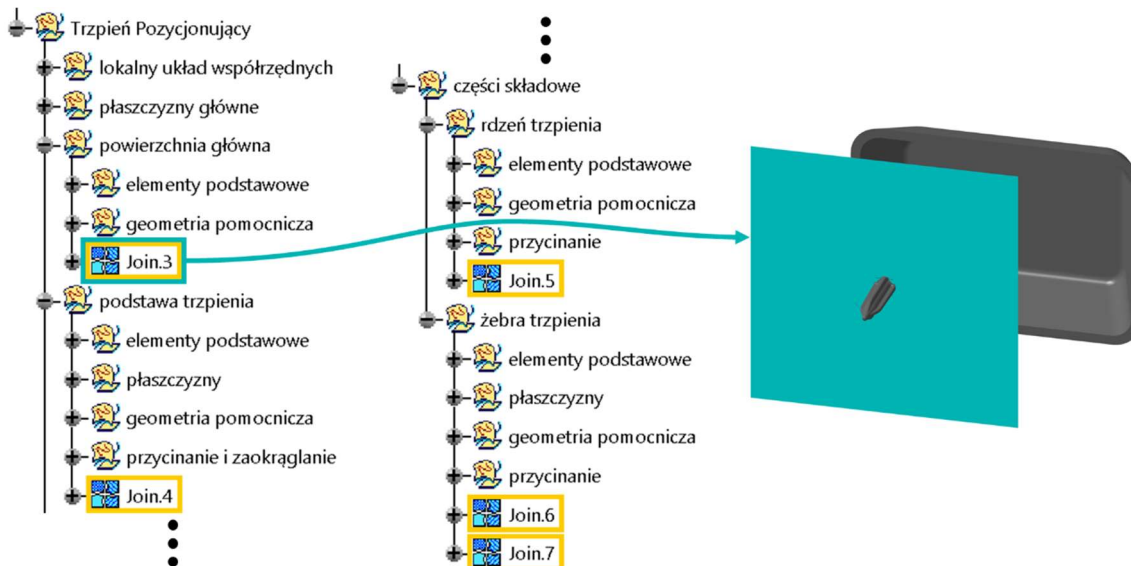 Trzpień Pozycjonujący
lokalny układ współrzędnych
płaszczyzny główne
powierzchnia główna
elementy podstawowe
geometria pomocnicza
Join.3
podstawa trzpienia
elementy podstawowe
płaszczyzny
geometria pomocnicza
przycinanie i zaokrąglanie
Join.4
części składowe
rdzeń trzpienia
elementy podstawowe
geometria pomocnicza
przycinanie
Join.5
żebra trzpienia
elementy podstawowe
płaszczyzny
geometria pomocnicza
przycinanie
Join.6
Join.7